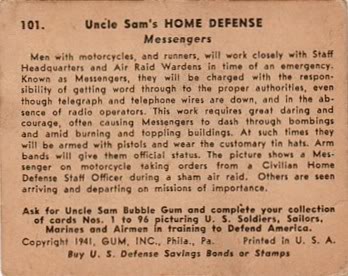 101. Uncle Sam's HOME DEFENSE
Messengers
Men with motorcycles, and runners, will work closely with Staff
Headquarters and Air Raid Wardens in time of an emergency.
Known as Messengers, they will be charged with the respon-
sibility of getting word through to the proper authorities, even
though telegraph and telephone wires are down, and in the ab-
sence of radio operators. This work requires great daring and
courage, often causing Messengers to dash through bombings
and amid burning and toppling buildings. At such times they
will be armed with pistols and wear the customary tin hats. Arm
bands will give them official status. The picture shows a Mes-
senger on motorcycle taking orders from a Civilian Home
Defense Staff Officer during a sham air raid. Others are seen
arriving and departing on missions of importance.
Ask for Uncle Sam Bubble Gum and complete your collection
of cards Nos. 1 to 96 picturing U. S. Soldiers, Sailors,
Marines and Airmen in training to Defend America.
Copyright 1941, GUM, INC., Phila., Pa. Printed in U. S. A.
Buy U. S. Defense Savings Bonds or Stamps